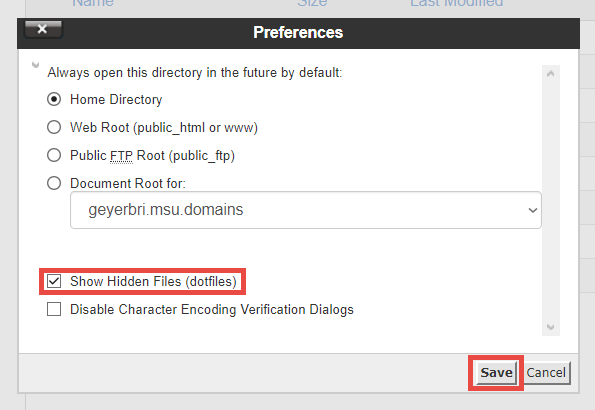 Name Size Last Modified
Preferences
Always open this directory in the future by default:
Home Directory
Web Root (public_html or www)
Public FTP Root (public_ftp)
Document Root for:
geyerbri.msu.domains
Show Hidden Files (dotfiles)
Disable Character Encoding Verification Dialogs
Save Cancel